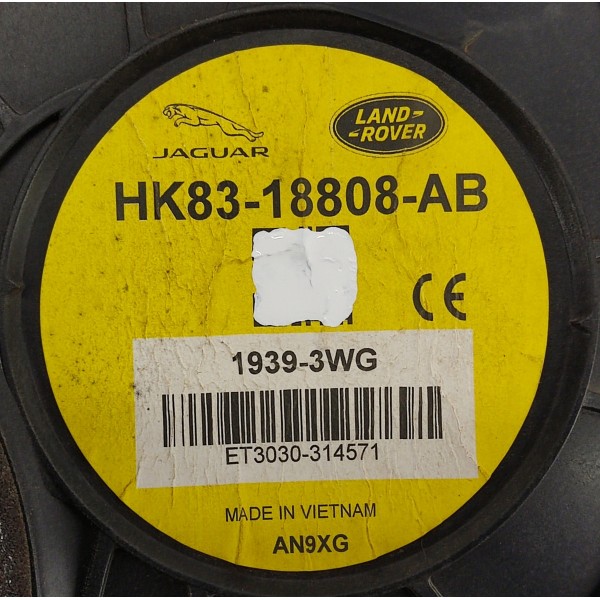 JAGUAR
LAND
ROVER
HK83-18808-AB
CE
1939-3WG
ET3030-314571
MADE IN VIETNAM
AN9XG